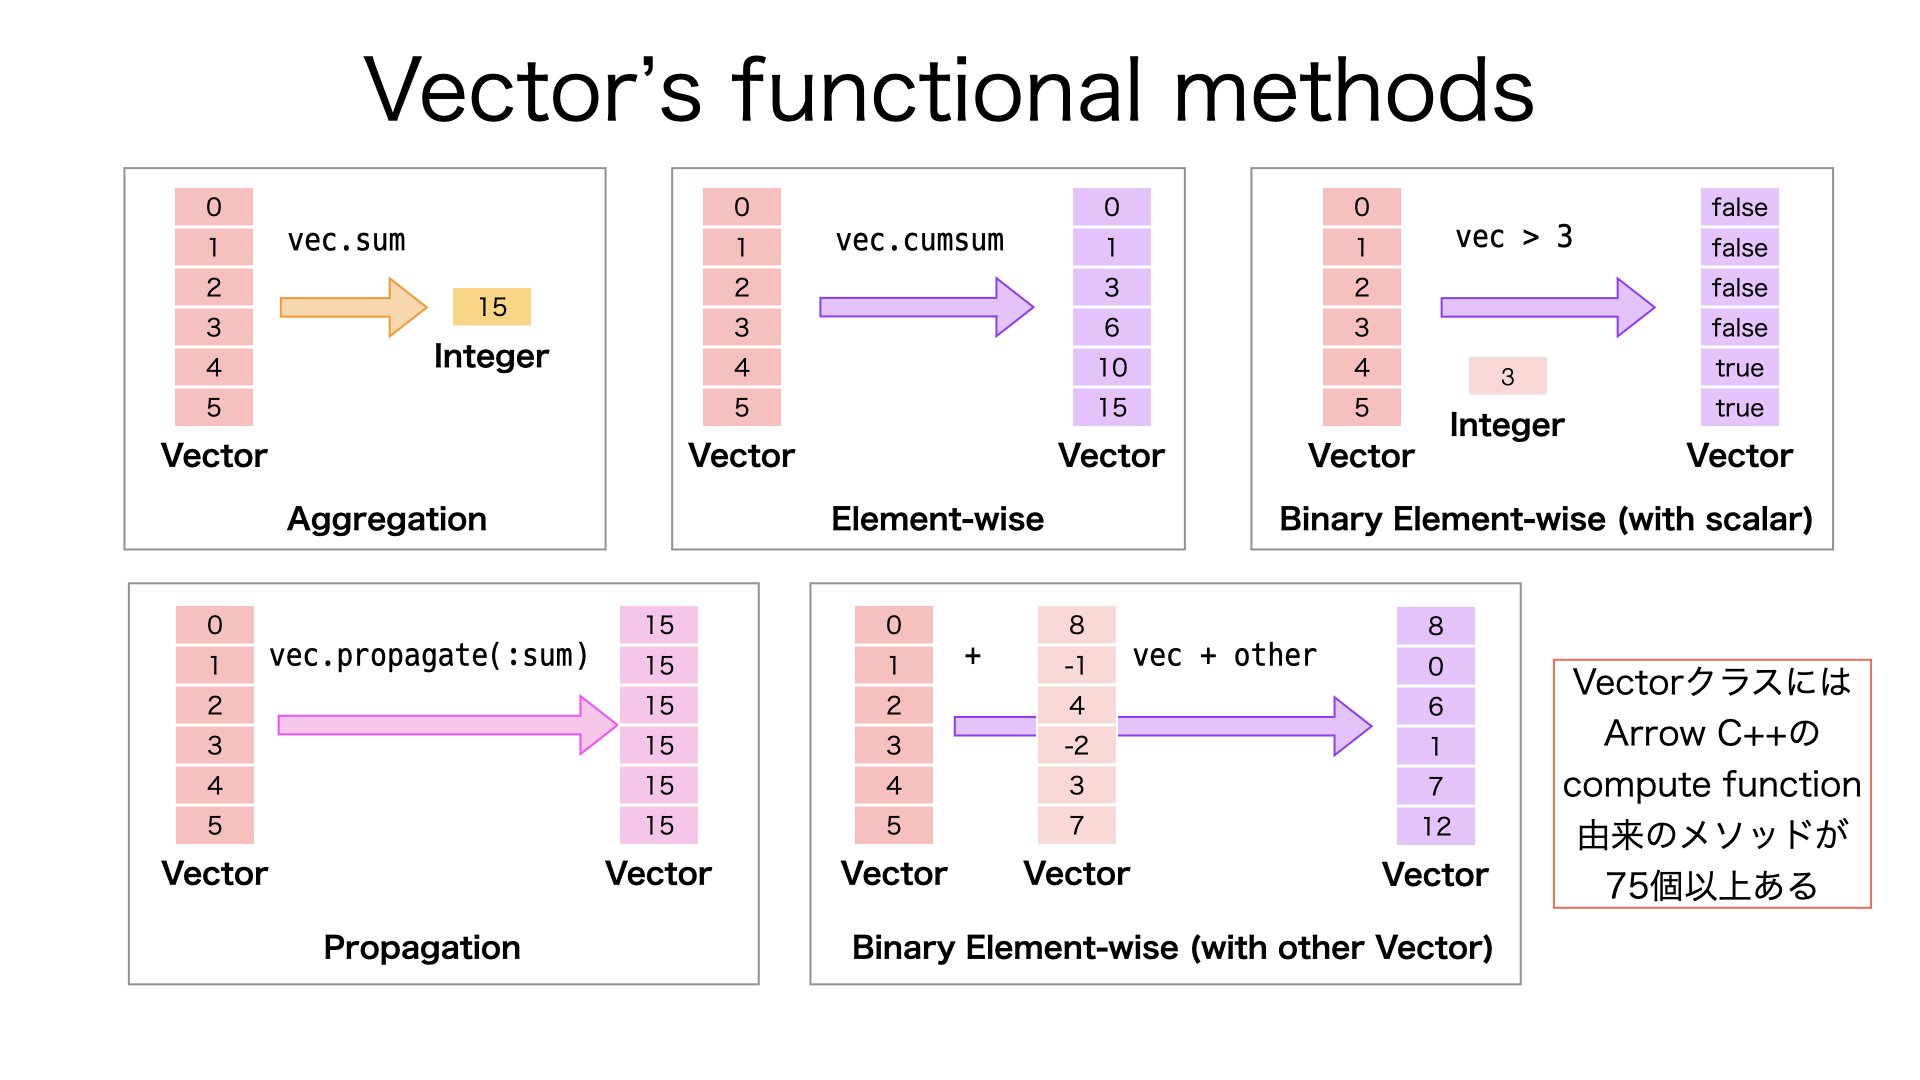 Vector’s functional methods
0
1
2
3
4
5
Vector
vec.sum
15
Integer
Aggregation
0
1
2
3
4
5
Vector
vec.cumsum
0
1
3
6
10
15
Vector
Element-wise
0
1
2
3
4
5
Vector
vec > 3
3
Integer
false
false
false
false
true
true
Vector
Binary Element-wise (with scalar)
0
1
2
3
4
5
Vector
vec.propagate(:sum)
15
15
15
15
15
15
Vector
Propagation
0
1
2
3
4
5
Vector
+
8
-1
4
-2
3
7
Vector
vec + other
8
0
6
1
7
12
Vector
Binary Element-wise (with other Vector)
Vectorクラスには
Arrow C++の
compute function
由来のメソッドが
75個以上ある